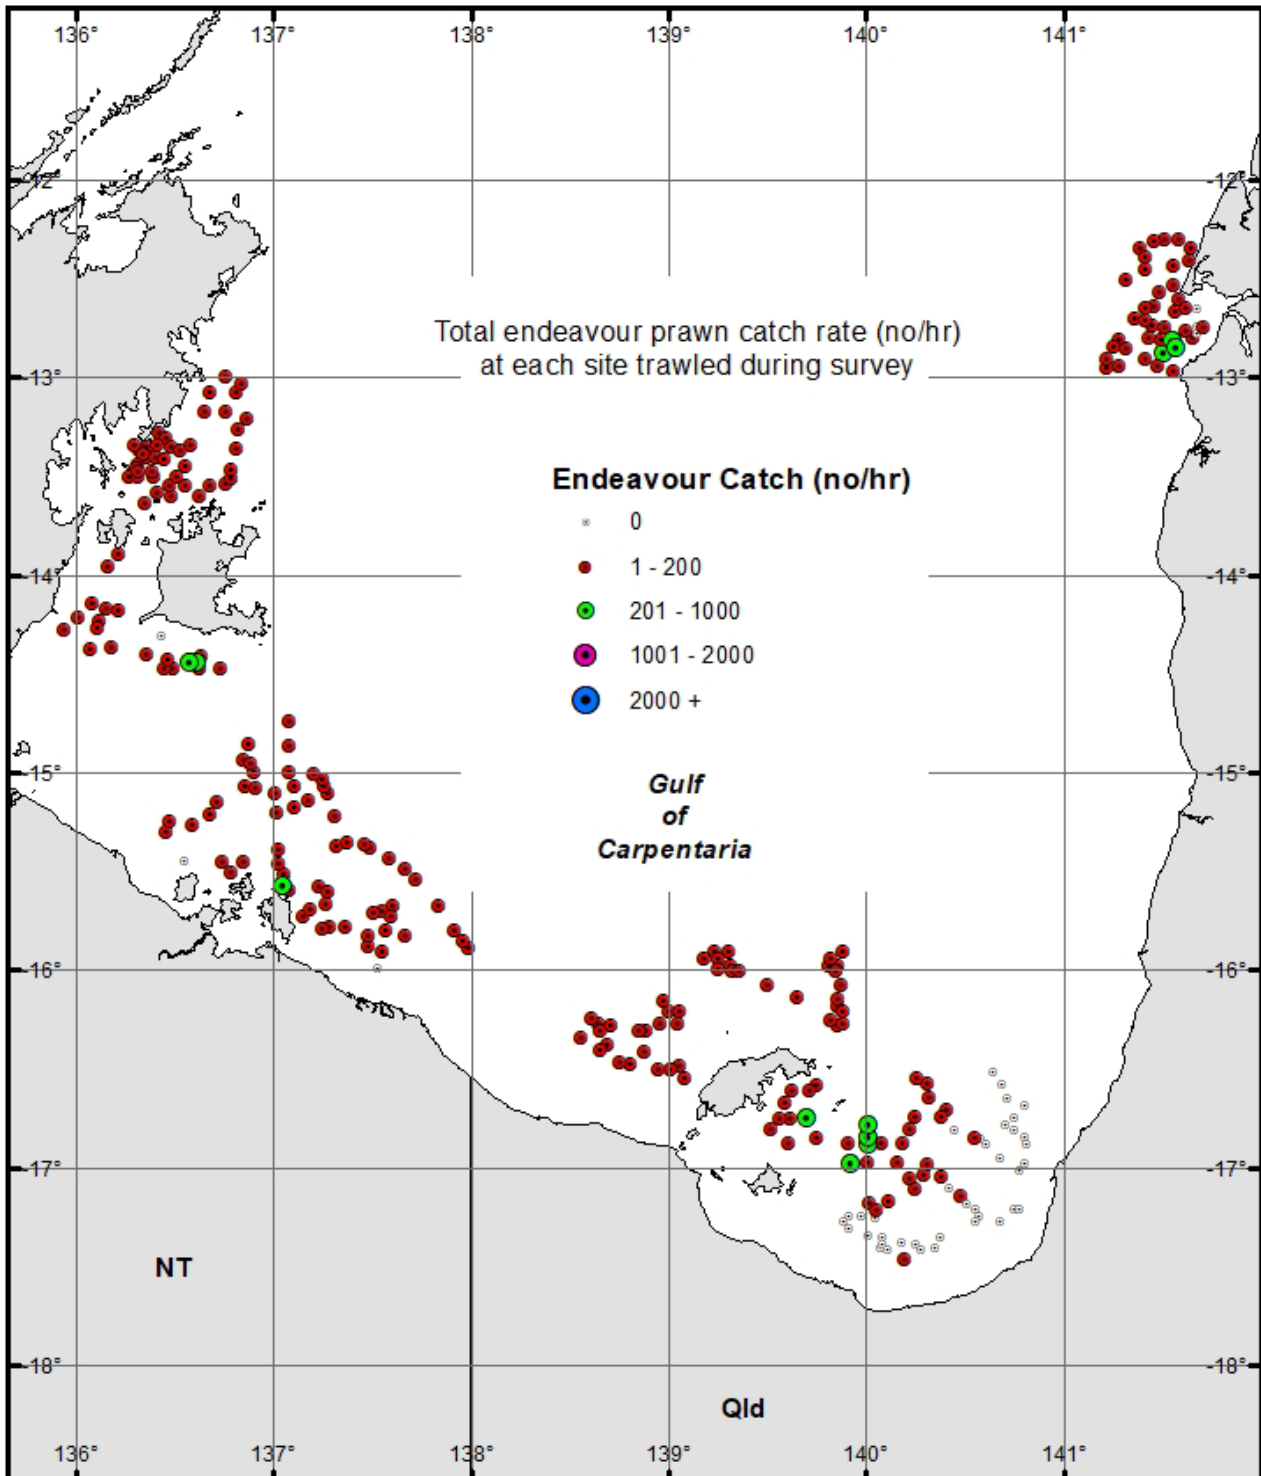 136° 137° 138° 139° 140° 141°
-12° -12°
Total endeavour prawn catch rate (no/hr)
at each site trawled during survey
-13° -13°
Endeavour Catch (no/hr)
0
1 - 200
-14° -14°
201 - 1000
1001 - 2000
2000 +
-15° -15°
Gulf
of
Carpentaria
-16° -16°
-17° -17°
NT
-18° -18°
Qld
136° 137° 138° 139° 140° 141°